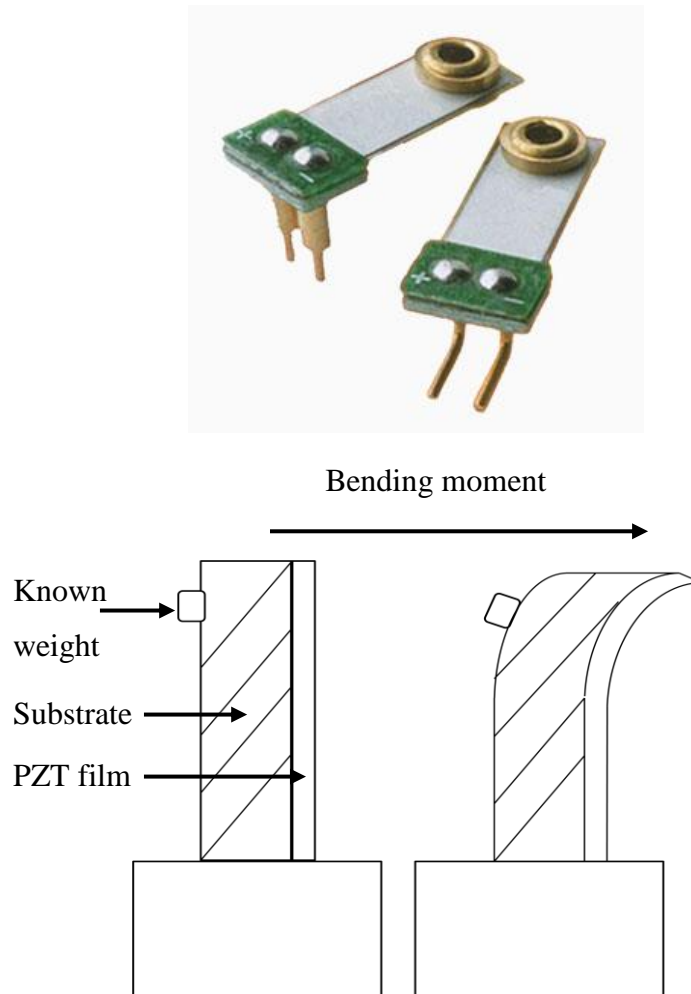 +
−
+
−
Bending moment
Known
weight
Substrate
PZT film